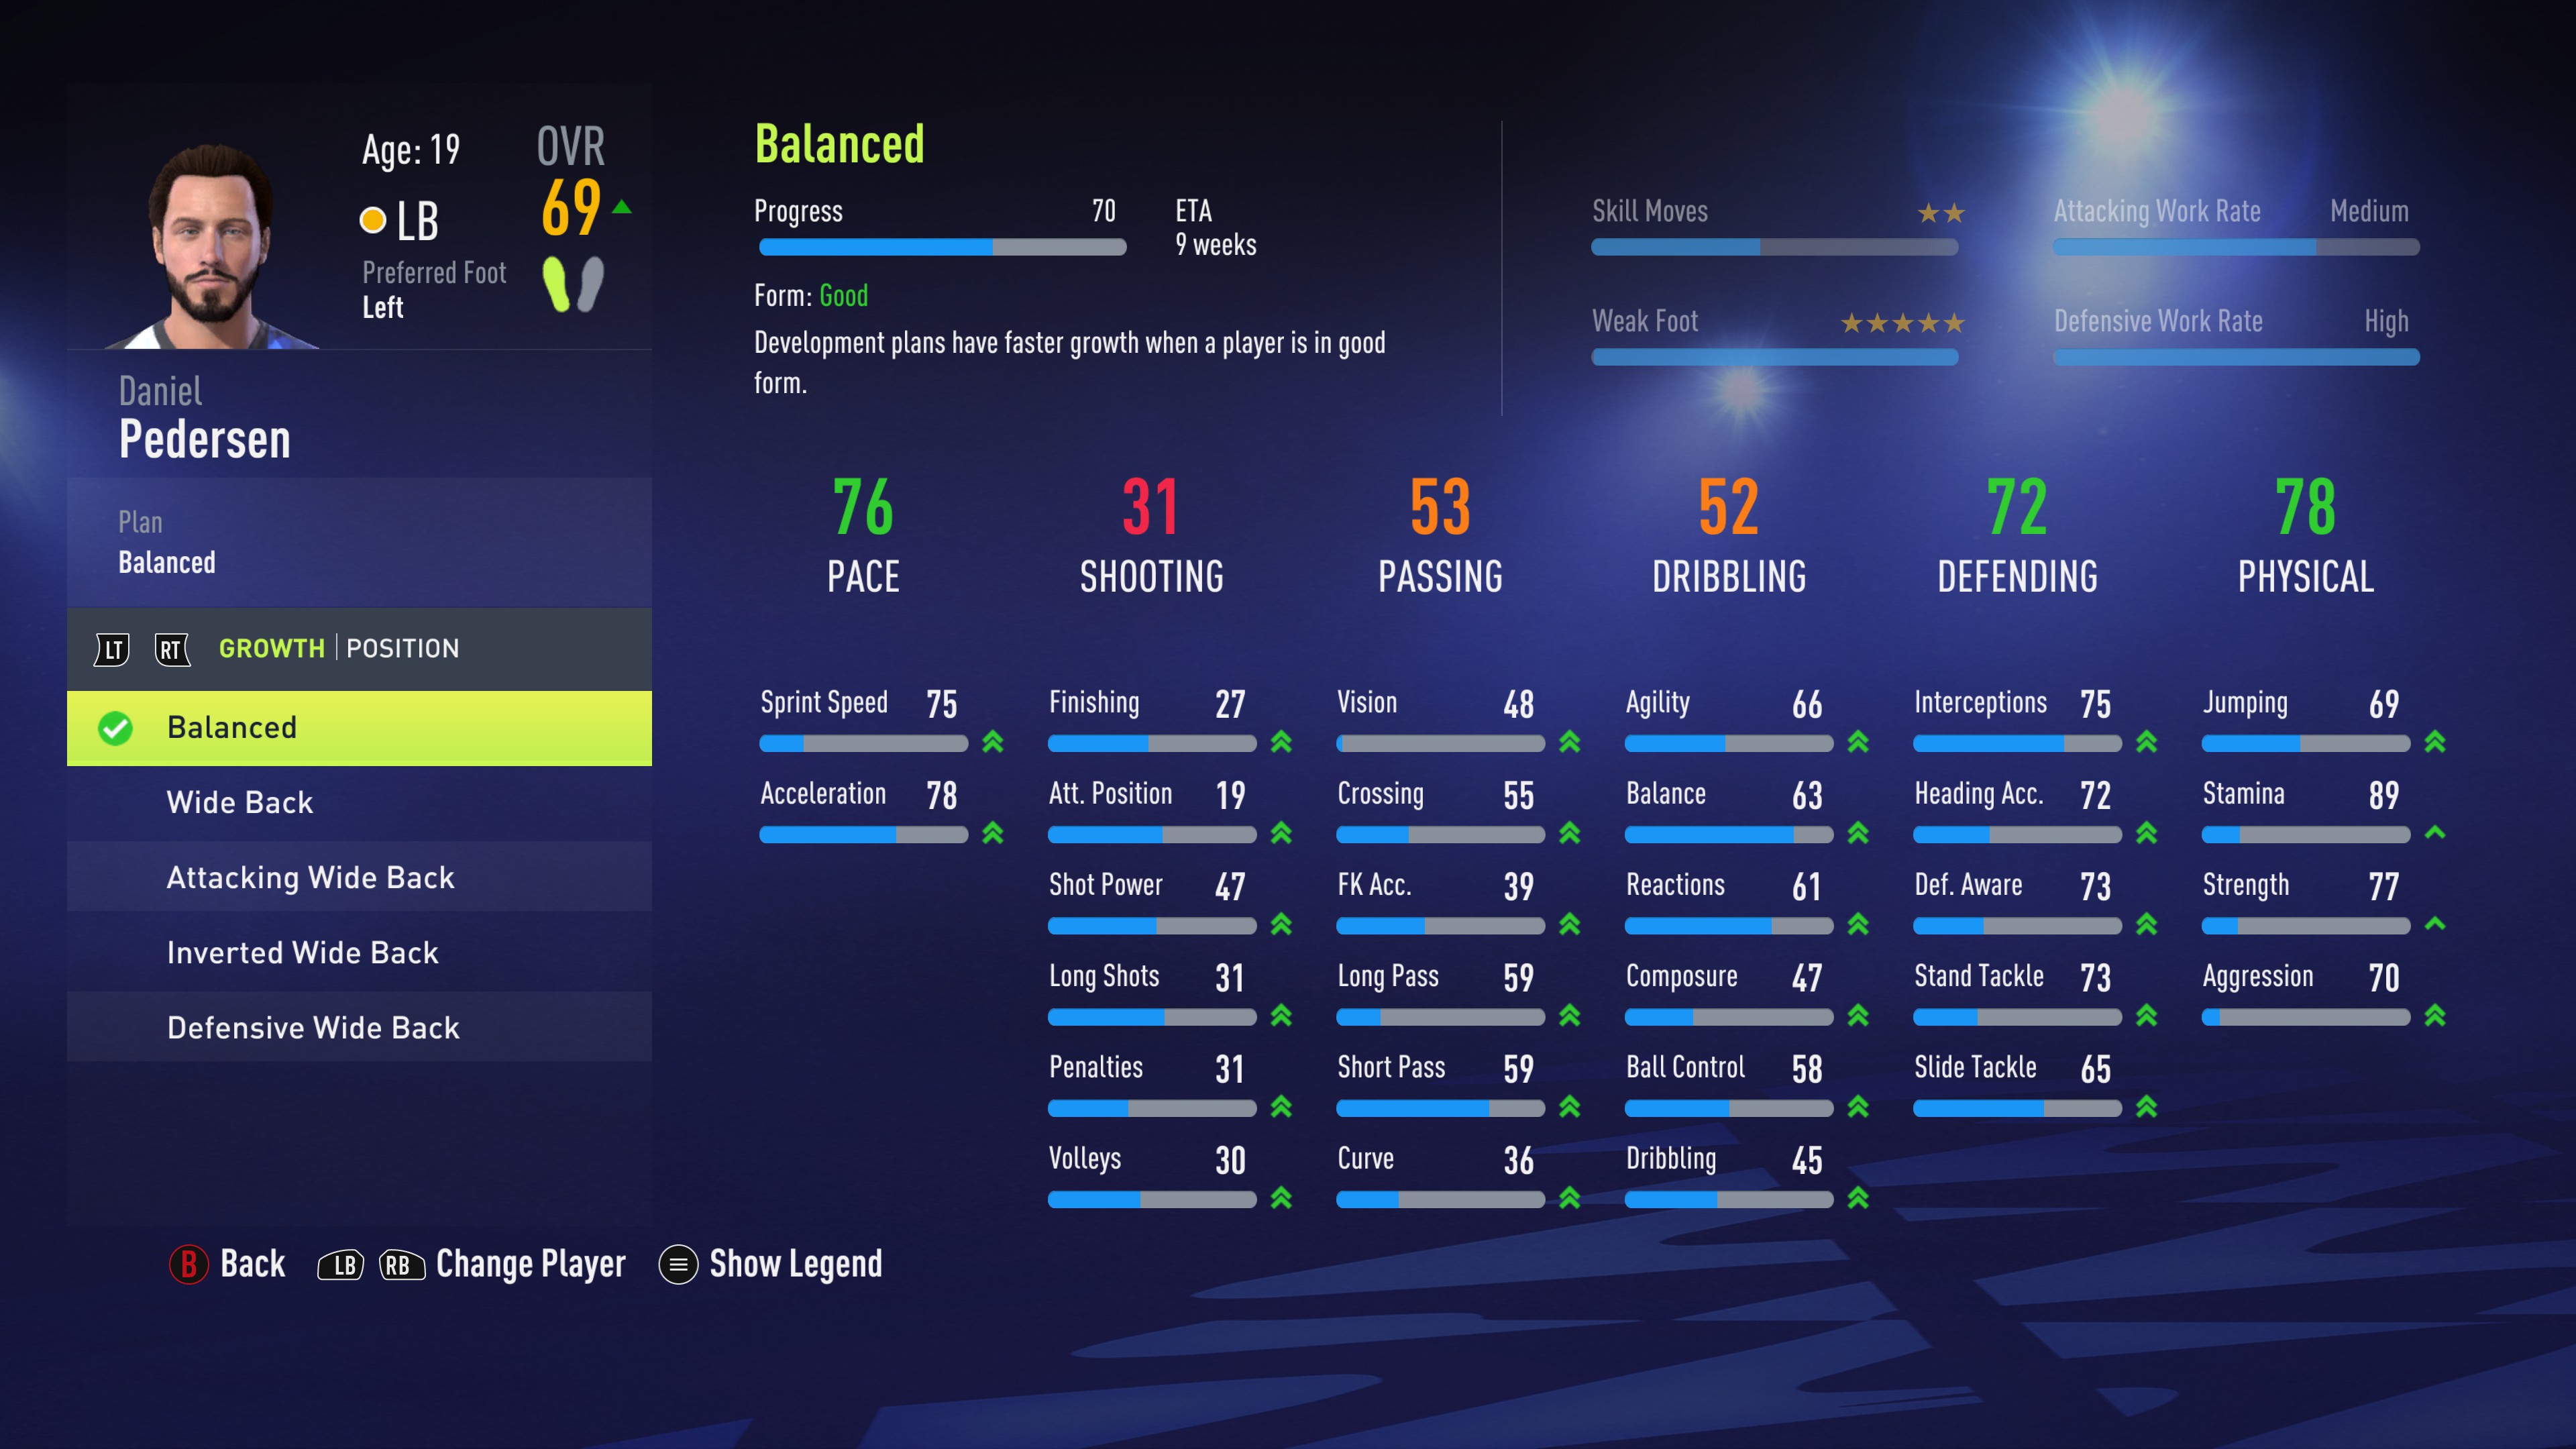 Age: 19
OVR
LB
69
Preferred Foot
Left
Daniel
Pedersen
Plan
Balanced
LT RT GROWTH | POSITION
Balanced
Wide Back
Attacking Wide Back
Inverted Wide Back
Defensive Wide Back
Balanced
Progress 70
ETA
9 weeks
Form: Good
Development plans have faster growth when a player is in good
form.
Skill Moves ★★
Attacking Work Rate Medium
Weak Foot ★★★★★
Defensive Work Rate High
76
PACE
Sprint Speed 75
Acceleration 78
31
SHOOTING
Finishing 27
Att. Position 19
Shot Power 47
Long Shots 31
Penalties 31
Volleys 30
53
PASSING
Vision 48
Crossing 55
FK Acc. 39
Long Pass 59
Short Pass 59
Curve 36
52
DRIBBLING
Agility 66
Balance 63
Reactions 61
Composure 47
Ball Control 58
Dribbling 45
72
DEFENDING
Interceptions 75
Heading Acc. 72
Def. Aware 73
Stand Tackle 73
Slide Tackle 65
78
PHYSICAL
Jumping 69
Stamina 89
Strength 77
Aggression 70
B Back LB RB Change Player Show Legend